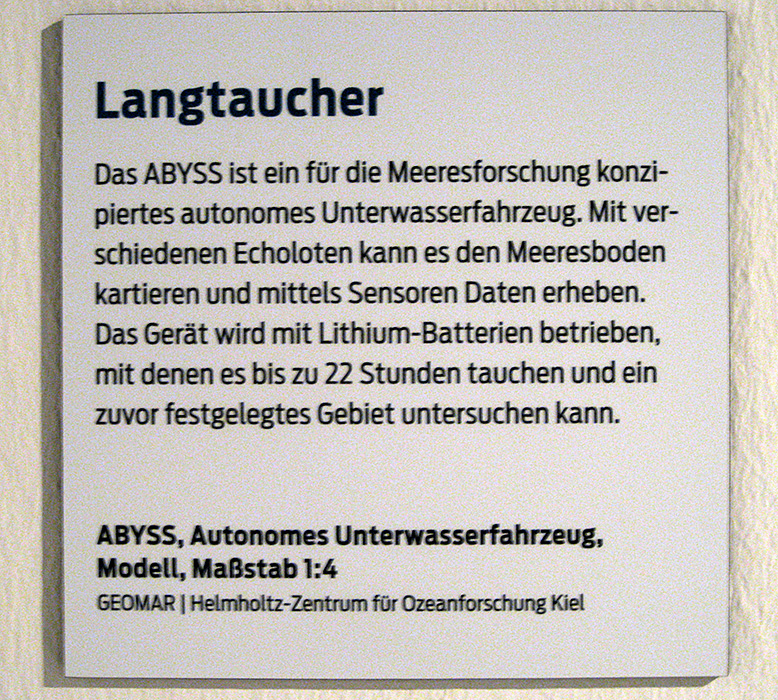 Langtaucher
Das ABYSS ist ein für die Meeresforschung konzi-
piertes autonomes Unterwasserfahrzeug. Mit ver-
schiedenen Echoloten kann es den Meeresboden
kartieren und mittels Sensoren Daten erheben.
Das Gerät wird mit Lithium-Batterien betrieben,
mit denen es bis zu 22 Stunden tauchen und ein
zuvor festgelegtes Gebiet untersuchen kann.
ABYSS, Autonomes Unterwasserfahrzeug,
Modell, Maßstab 1:4
GEOMAR | Helmholtz-Zentrum für Ozeanforschung Kiel